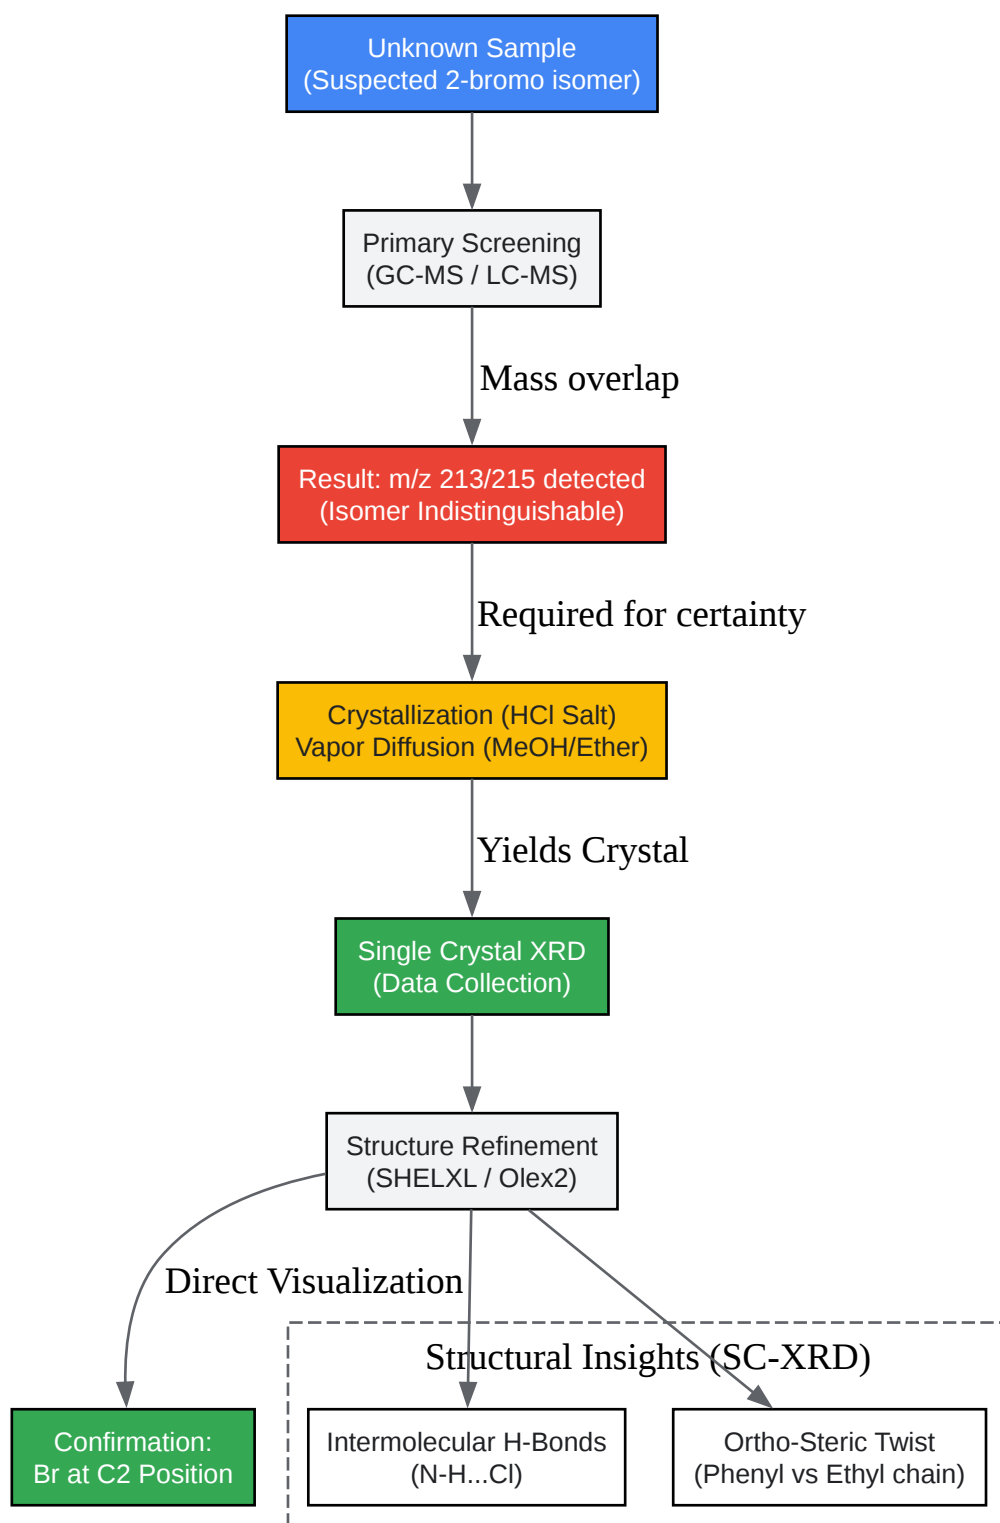 Unknown Sample
(Suspected 2-bromo isomer)
Primary Screening
(GC-MS / LC-MS)
Mass overlap
Result: m/z 213/215 detected
(Isomer Indistinguishable)
Required for certainty
Crystallization (HCl Salt)
Vapor Diffusion (MeOH/Ether)
Yields Crystal
Single Crystal XRD
(Data Collection)
Structure Refinement
(SHELXL / Olex2)
Direct Visualization
Structural Insights (SC-XRD)
Confirmation:
Br at C2 Position
Intermolecular H-Bonds
(N-H...Cl)
Ortho-Steric Twist
(Phenyl vs Ethyl chain)